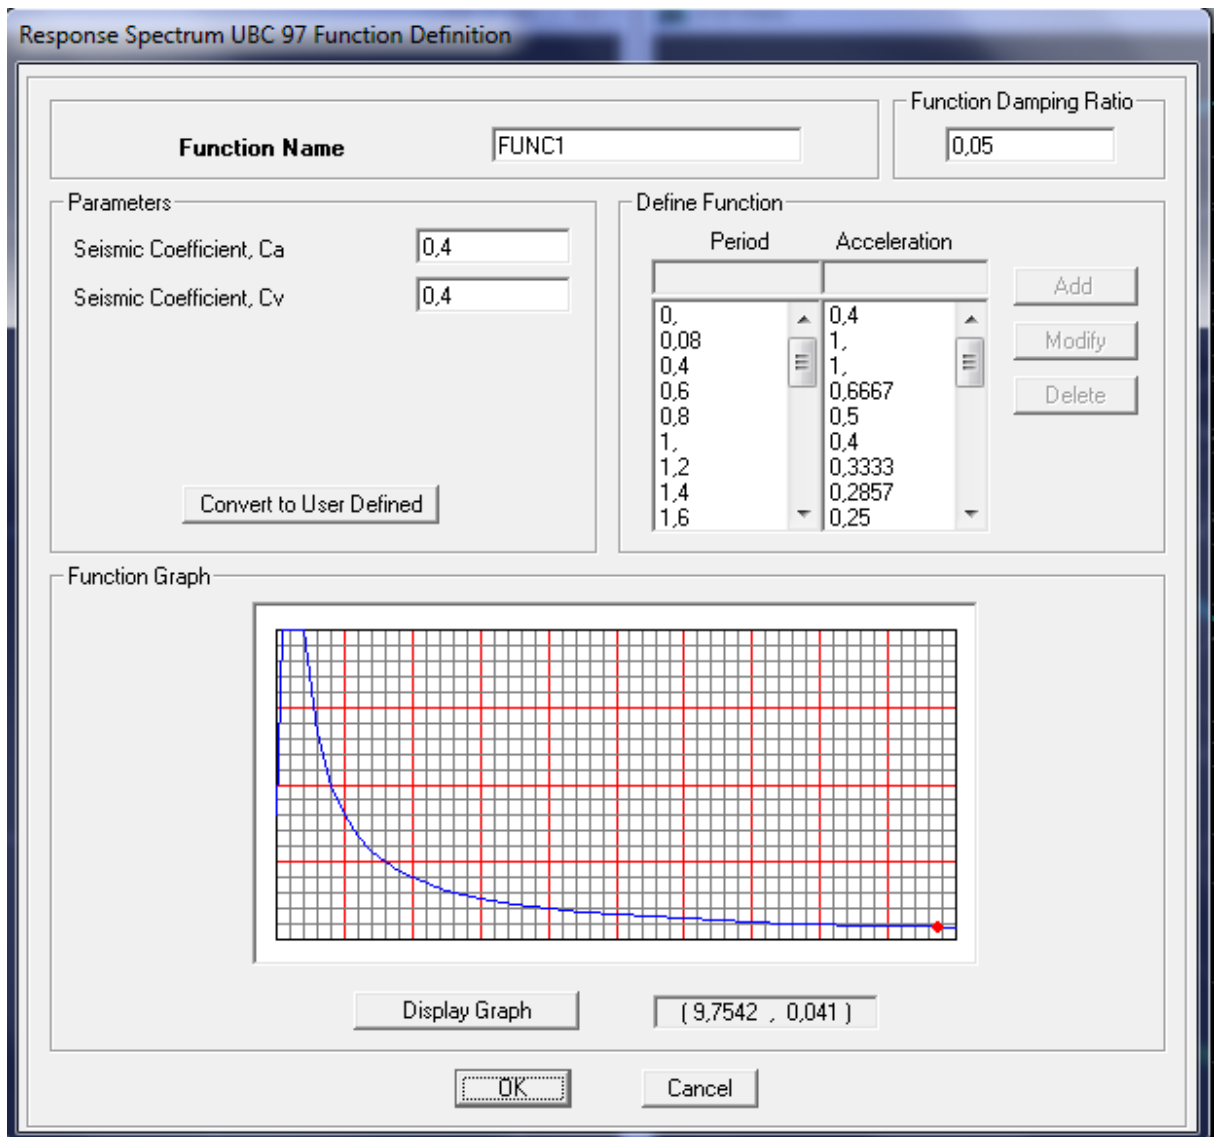 Response Spectrum UBC 97 Function Definition
Function Damping Ratio
Function Name
FUNC1
0,05
Parameters
Seismic Coefficient, Ca
0,4
Seismic Coefficient, Cv
0,4
Convert to User Defined
Define Function
Period Acceleration
0, 0,4
0,08 1,
0,4 1,
0,6 0,6667
0,8 0,5
1, 0,4
1,2 0,3333
1,4 0,2857
1,6 0,25
Add
Modify
Delete
Function Graph
Display Graph
( 9,7542 , 0,041 )
OK
Cancel